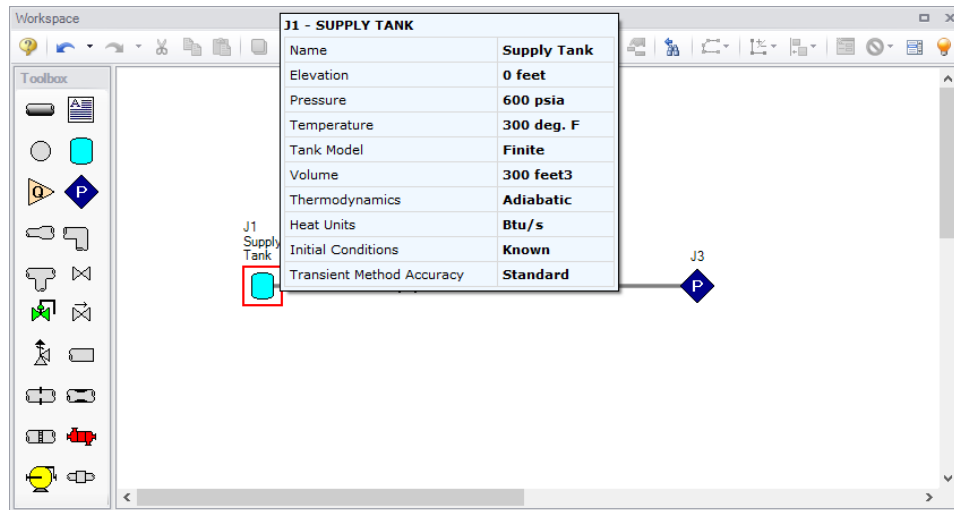 Workspace
J1 - SUPPLY TANK
Name Supply Tank
Elevation 0 feet
Pressure 600 psia
Temperature 300 deg. F
Tank Model Finite
Volume 300 feet3
Thermodynamics Adiabatic
Heat Units Btu/s
Initial Conditions Known
Transient Method Accuracy Standard
Toolbox
A
Q
P
J1
Supply
Tank
J3
P